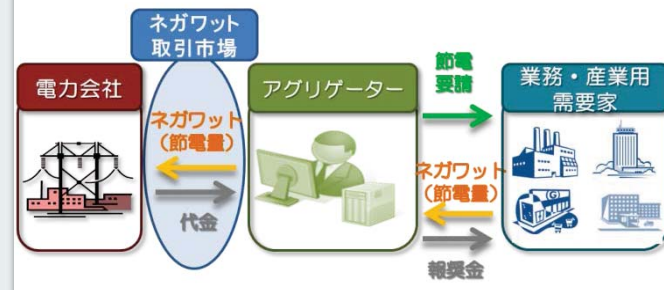 ネガワット
取引市場
電力会社
アグリゲーター
節電
要請
業務・産業用
需要家
ネガワット
（節電量）
代金
ネガワット
（節電量）
報奨金